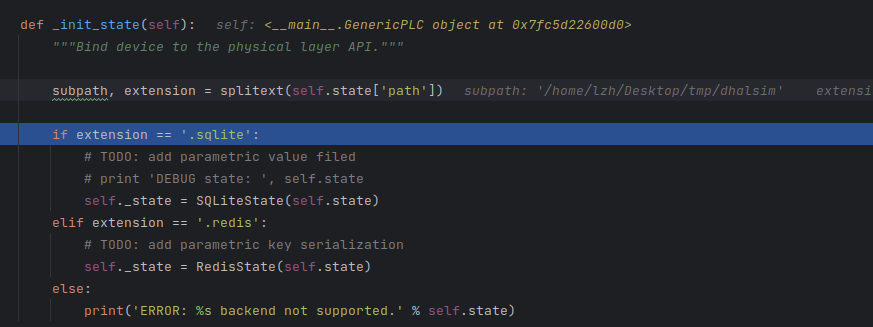 def _init_state(self):   self: <__main__.GenericPLC object at 0x7fc5d22600d0>
    """Bind device to the physical layer API."""
    subpath, extension = splitext(self.state['path'])   subpath: '/home/lzh/Desktop/tmp/dhalsim'    extensi
    if extension == '.sqlite':
        # TODO: add parametric value filed
        # print 'DEBUG state: ', self.state
        self._state = SQLiteState(self.state)
    elif extension == '.redis':
        # TODO: add parametric key serialization
        self._state = RedisState(self.state)
    else:
        print('ERROR: %s backend not supported.' % self.state)